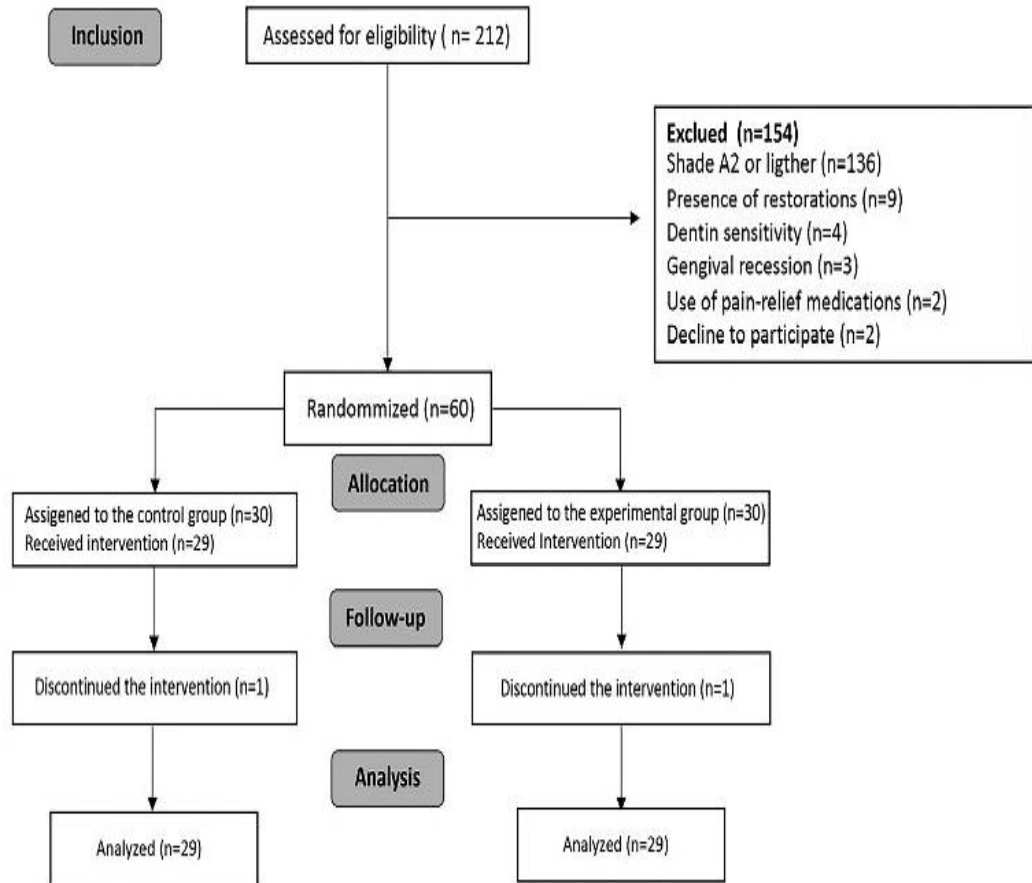 Inclusion
Assessed for eligibility ( n= 212)
Exclued (n=154)
Shade A2 or ligther (n=136)
Presence of restorations (n=9)
Dentin sensitivity (n=4)
Gengival recession (n=3)
Use of pain-relief medications (n=2)
Decline to participate (n=2)
Randommized (n=60)
Allocation
Assigened to the control group (n=30)
Received intervention (n=29)
Assigened to the experimental group (n=30)
Received Intervention (n=29)
Follow-up
Discontinued the intervention (n=1)
Discontinued the intervention (n=1)
Analysis
Analyzed (n=29)
Analyzed (n=29)